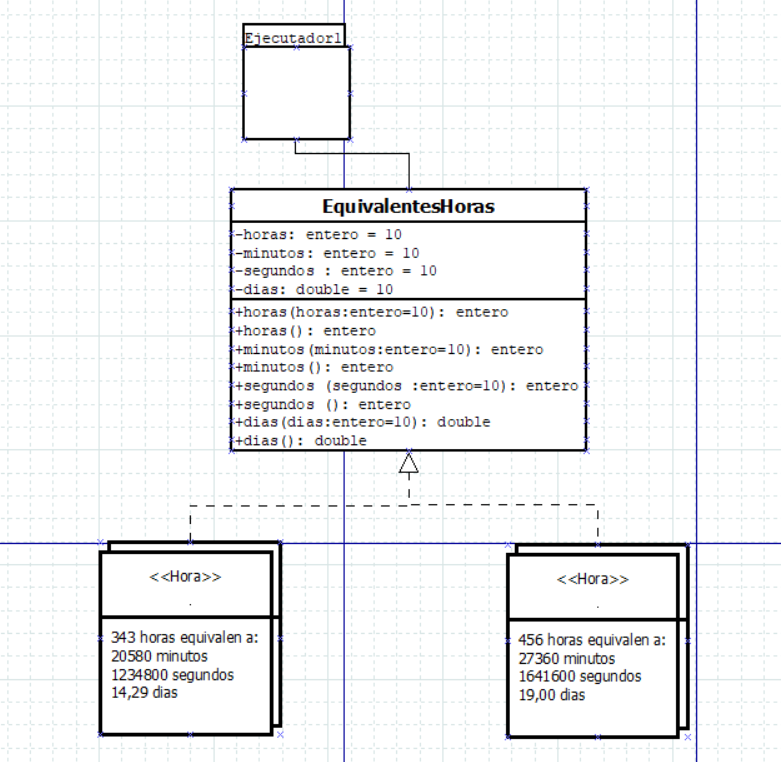 Ejecutador1
EquivalentesHoras
-horas: entero = 10
-minutos: entero = 10
-segundos : entero = 10
-dias: double = 10
+horas(horas:entero=10): entero
+horas(): entero
+minutos(minutos:entero=10): entero
+minutos(): entero
+segundos (segundos :entero=10): entero
+segundos (): entero
+dias(dias:entero=10): double
+dias(): double
<<Hora>>
.
343 horas equivalen a:
20580 minutos
1234800 segundos
14,29 dias
<<Hora>>
.
456 horas equivalen a:
27360 minutos
1641600 segundos
19,00 dias